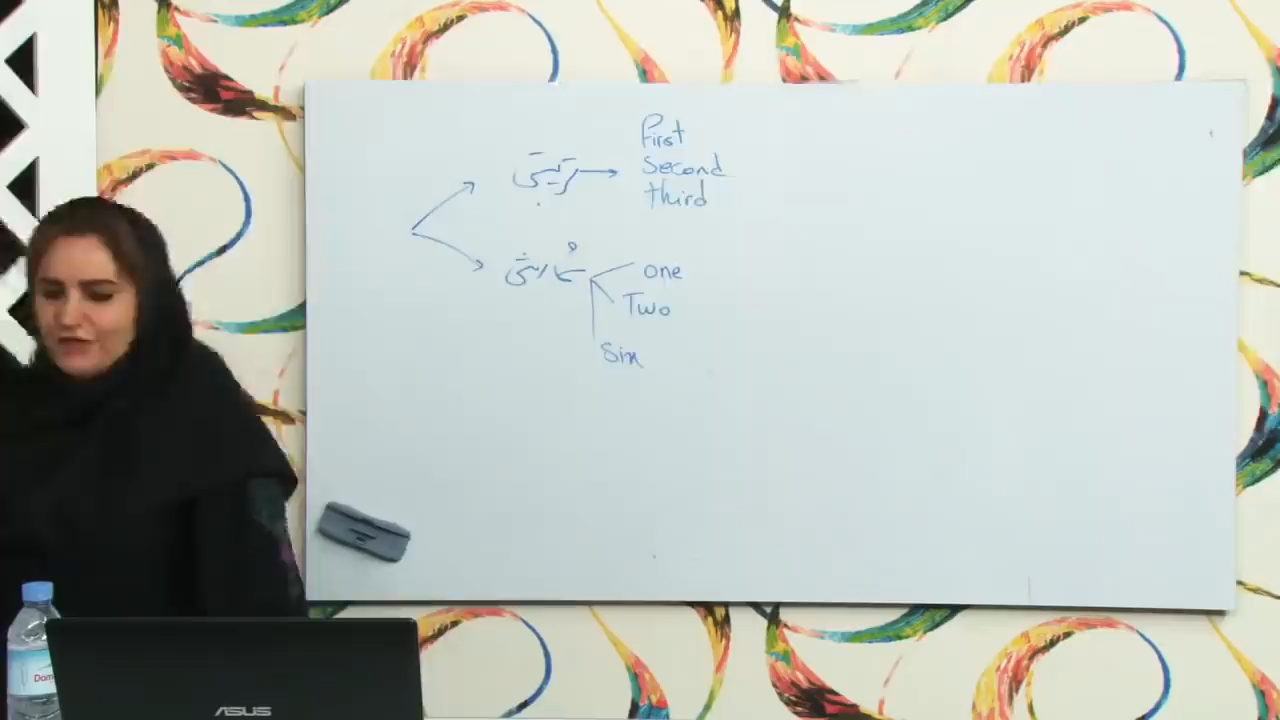 First
ترتیبی → Second
third
شمارشی one
Two
Six
ASUS